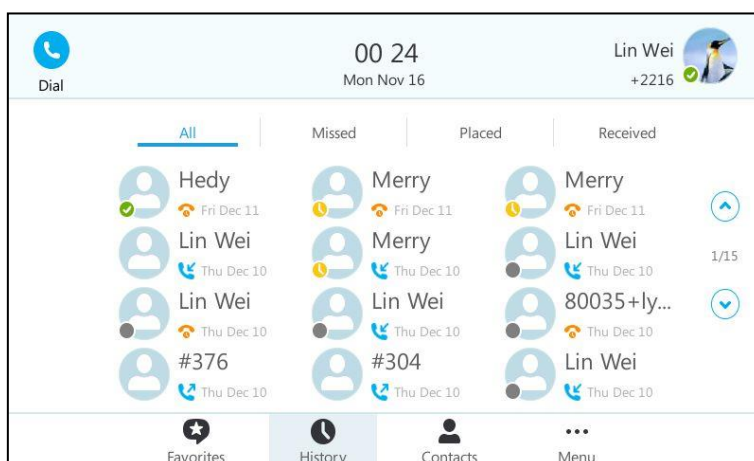 00 24
Lin Wei
Dial
Mon Nov 16
+2216
All Missed Placed Received
Hedy Merry Merry
Fri Dec 11 Fri Dec 11 Fri Dec 11
Lin Wei Merry Lin Wei
Thu Dec 10 Thu Dec 10 Thu Dec 10
1/15
Lin Wei Lin Wei 80035+ly...
Thu Dec 10 Thu Dec 10 Thu Dec 10
#376 #304 Lin Wei
Thu Dec 10 Thu Dec 10 Thu Dec 10
Favorites History Contacts Menu